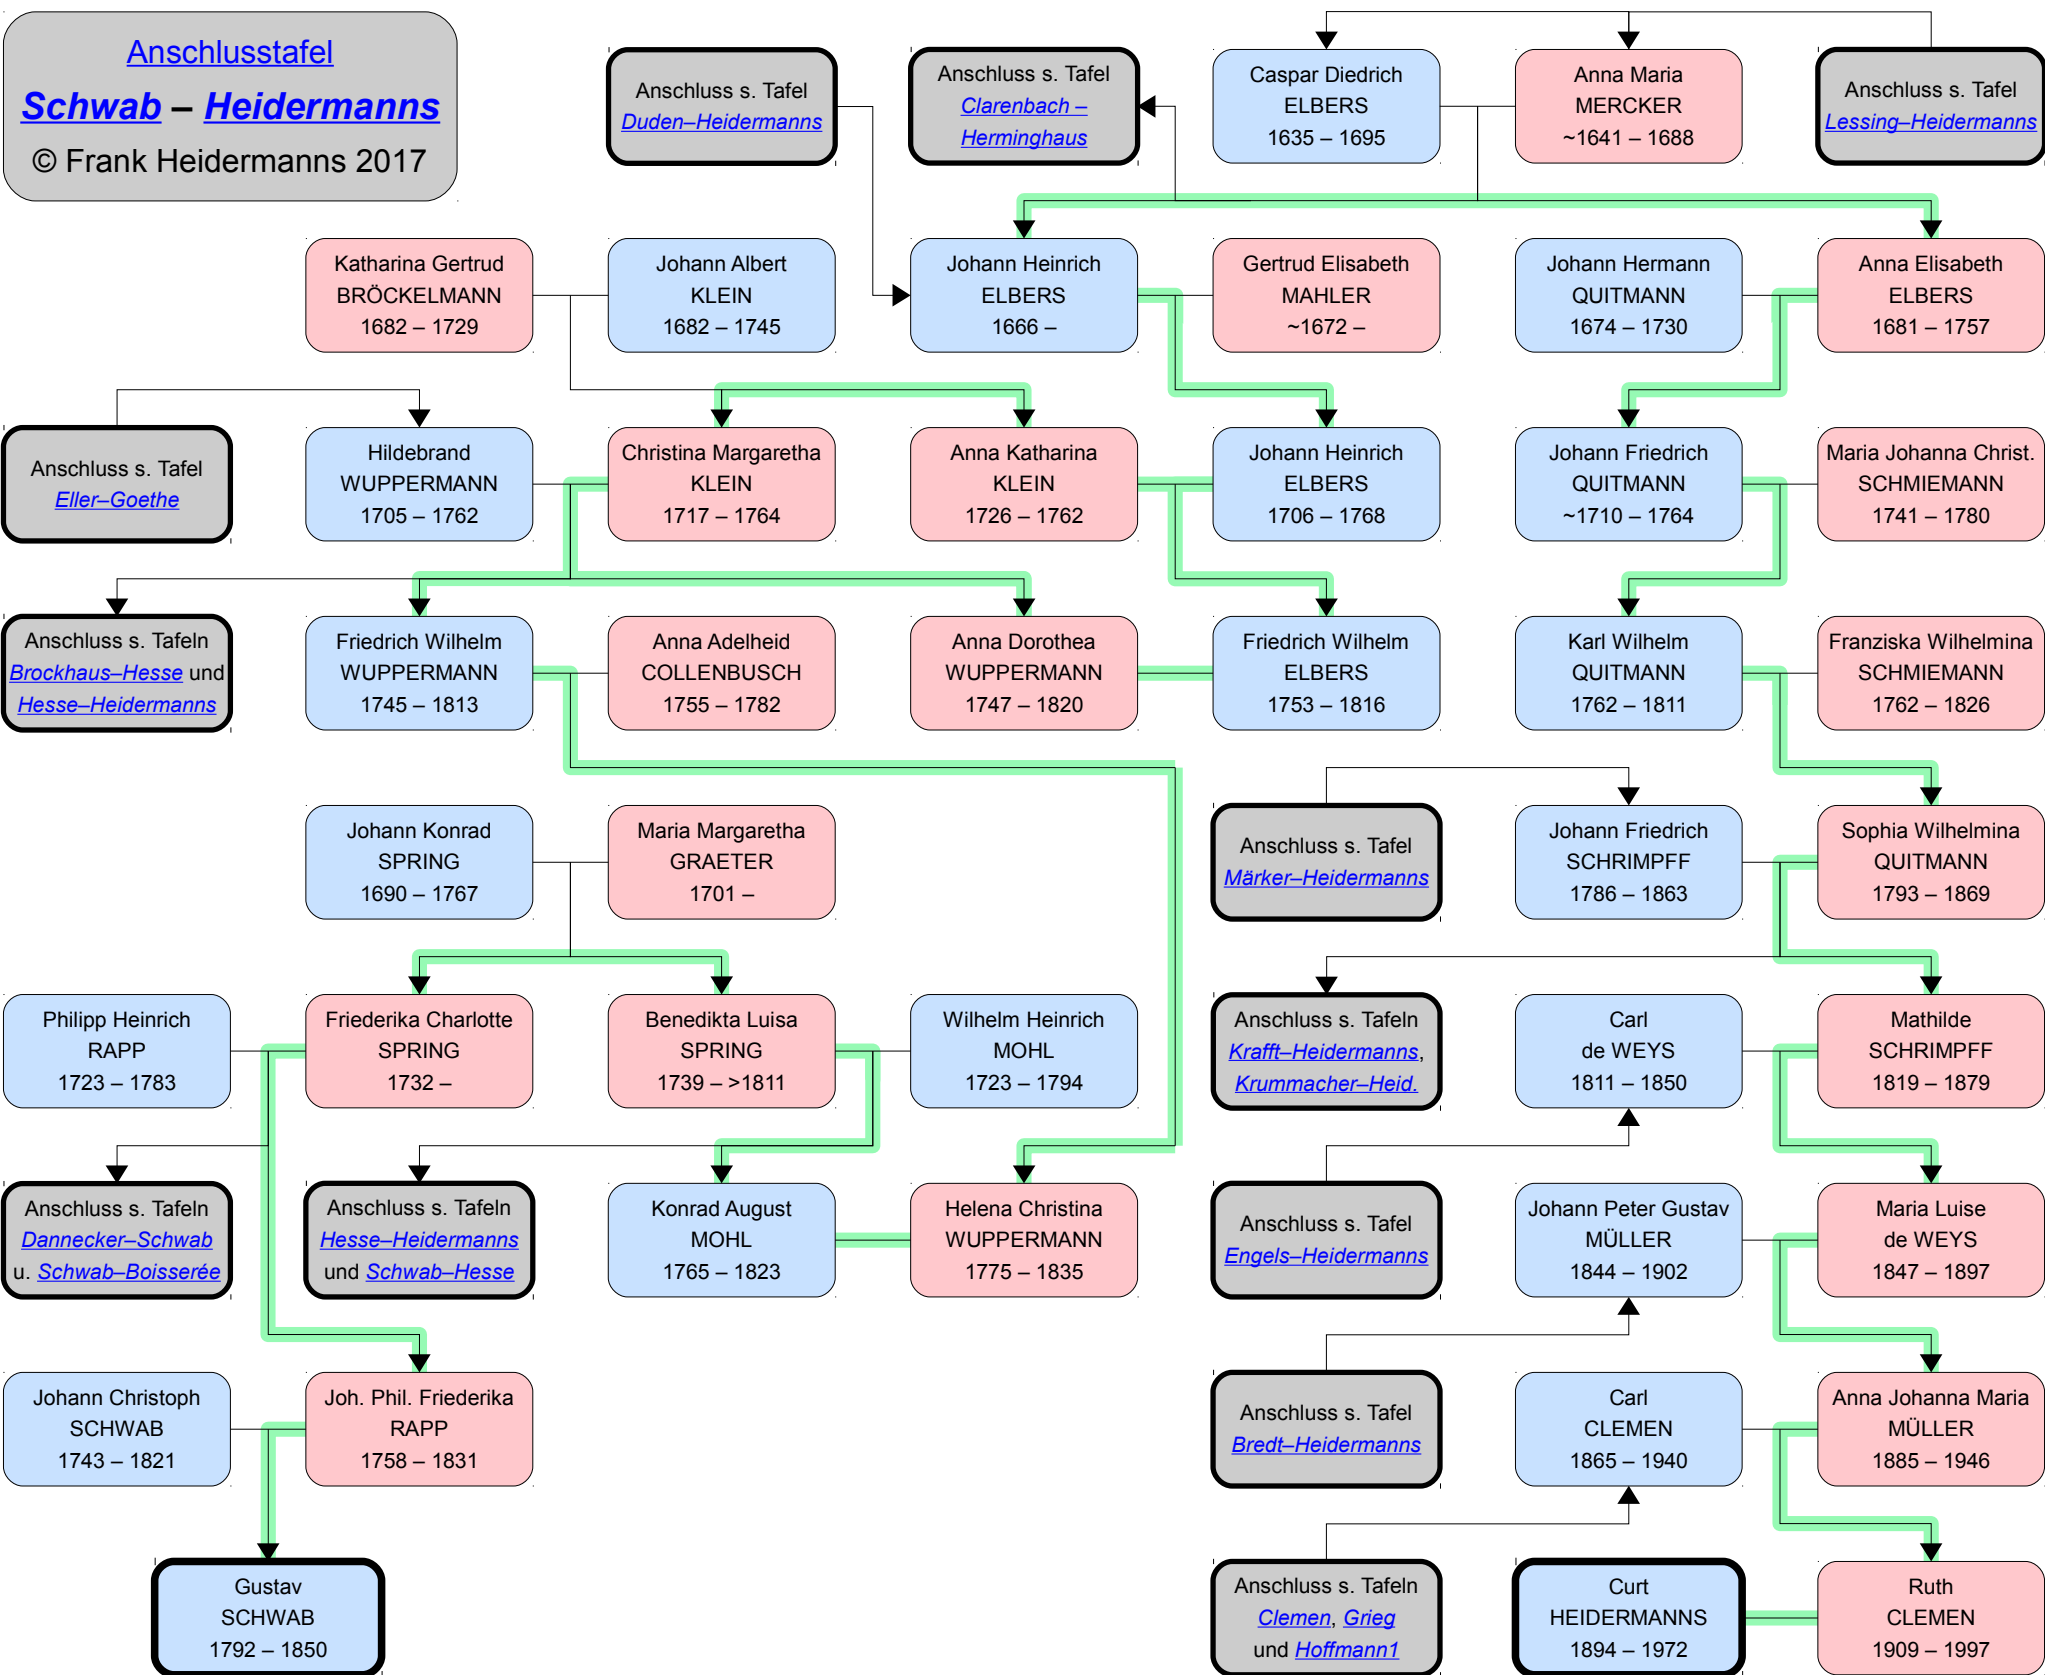 Anschlusstafel
Schwab – Heidermanns
© Frank Heidermanns 2017
Anschluss s. Tafel
Duden–Heidermanns
Anschluss s. Tafel
Clarenbach –
Herminghaus
Caspar Diedrich
ELBERS
1635 – 1695
Anna Maria
MERCKER
~1641 – 1688
Anschluss s. Tafel
Lessing–Heidermanns
Katharina Gertrud
BRÖCKELMANN
1682 – 1729
Johann Albert
KLEIN
1682 – 1745
Johann Heinrich
ELBERS
1666 –
Gertrud Elisabeth
MAHLER
~1672 –
Johann Hermann
QUITMANN
1674 – 1730
Anna Elisabeth
ELBERS
1681 – 1757
Anschluss s. Tafel
Eller–Goethe
Hildebrand
WUPPERMANN
1705 – 1762
Christina Margaretha
KLEIN
1717 – 1764
Anna Katharina
KLEIN
1726 – 1762
Johann Heinrich
ELBERS
1706 – 1768
Johann Friedrich
QUITMANN
~1710 – 1764
Maria Johanna Christ.
SCHMIEMANN
1741 – 1780
Anschluss s. Tafeln
Brockhaus–Hesse und
Hesse–Heidermanns
Friedrich Wilhelm
WUPPERMANN
1745 – 1813
Anna Adelheid
COLLENBUSCH
1755 – 1782
Anna Dorothea
WUPPERMANN
1747 – 1820
Friedrich Wilhelm
ELBERS
1753 – 1816
Karl Wilhelm
QUITMANN
1762 – 1811
Franziska Wilhelmina
SCHMIEMANN
1762 – 1826
Johann Konrad
SPRING
1690 – 1767
Maria Margaretha
GRAETER
1701 –
Anschluss s. Tafel
Märker–Heidermanns
Johann Friedrich
SCHRIMPFF
1786 – 1863
Sophia Wilhelmina
QUITMANN
1793 – 1869
Philipp Heinrich
RAPP
1723 – 1783
Friederika Charlotte
SPRING
1732 –
Benedikta Luisa
SPRING
1739 – >1811
Wilhelm Heinrich
MOHL
1723 – 1794
Anschluss s. Tafeln
Krafft–Heidermanns,
Krummacher–Heid.
Carl
de WEYS
1811 – 1850
Mathilde
SCHRIMPFF
1819 – 1879
Anschluss s. Tafeln
Dannecker–Schwab
u. Schwab–Boisserée
Anschluss s. Tafeln
Hesse–Heidermanns
und Schwab–Hesse
Konrad August
MOHL
1765 – 1823
Helena Christina
WUPPERMANN
1775 – 1835
Anschluss s. Tafel
Engels–Heidermanns
Johann Peter Gustav
MÜLLER
1844 – 1902
Maria Luise
de WEYS
1847 – 1897
Johann Christoph
SCHWAB
1743 – 1821
Joh. Phil. Friederika
RAPP
1758 – 1831
Anschluss s. Tafel
Bredt–Heidermanns
Carl
CLEMEN
1865 – 1940
Anna Johanna Maria
MÜLLER
1885 – 1946
Gustav
SCHWAB
1792 – 1850
Anschluss s. Tafeln
Clemen, Grieg
und Hoffmann1
Curt
HEIDERMANNS
1894 – 1972
Ruth
CLEMEN
1909 – 1997